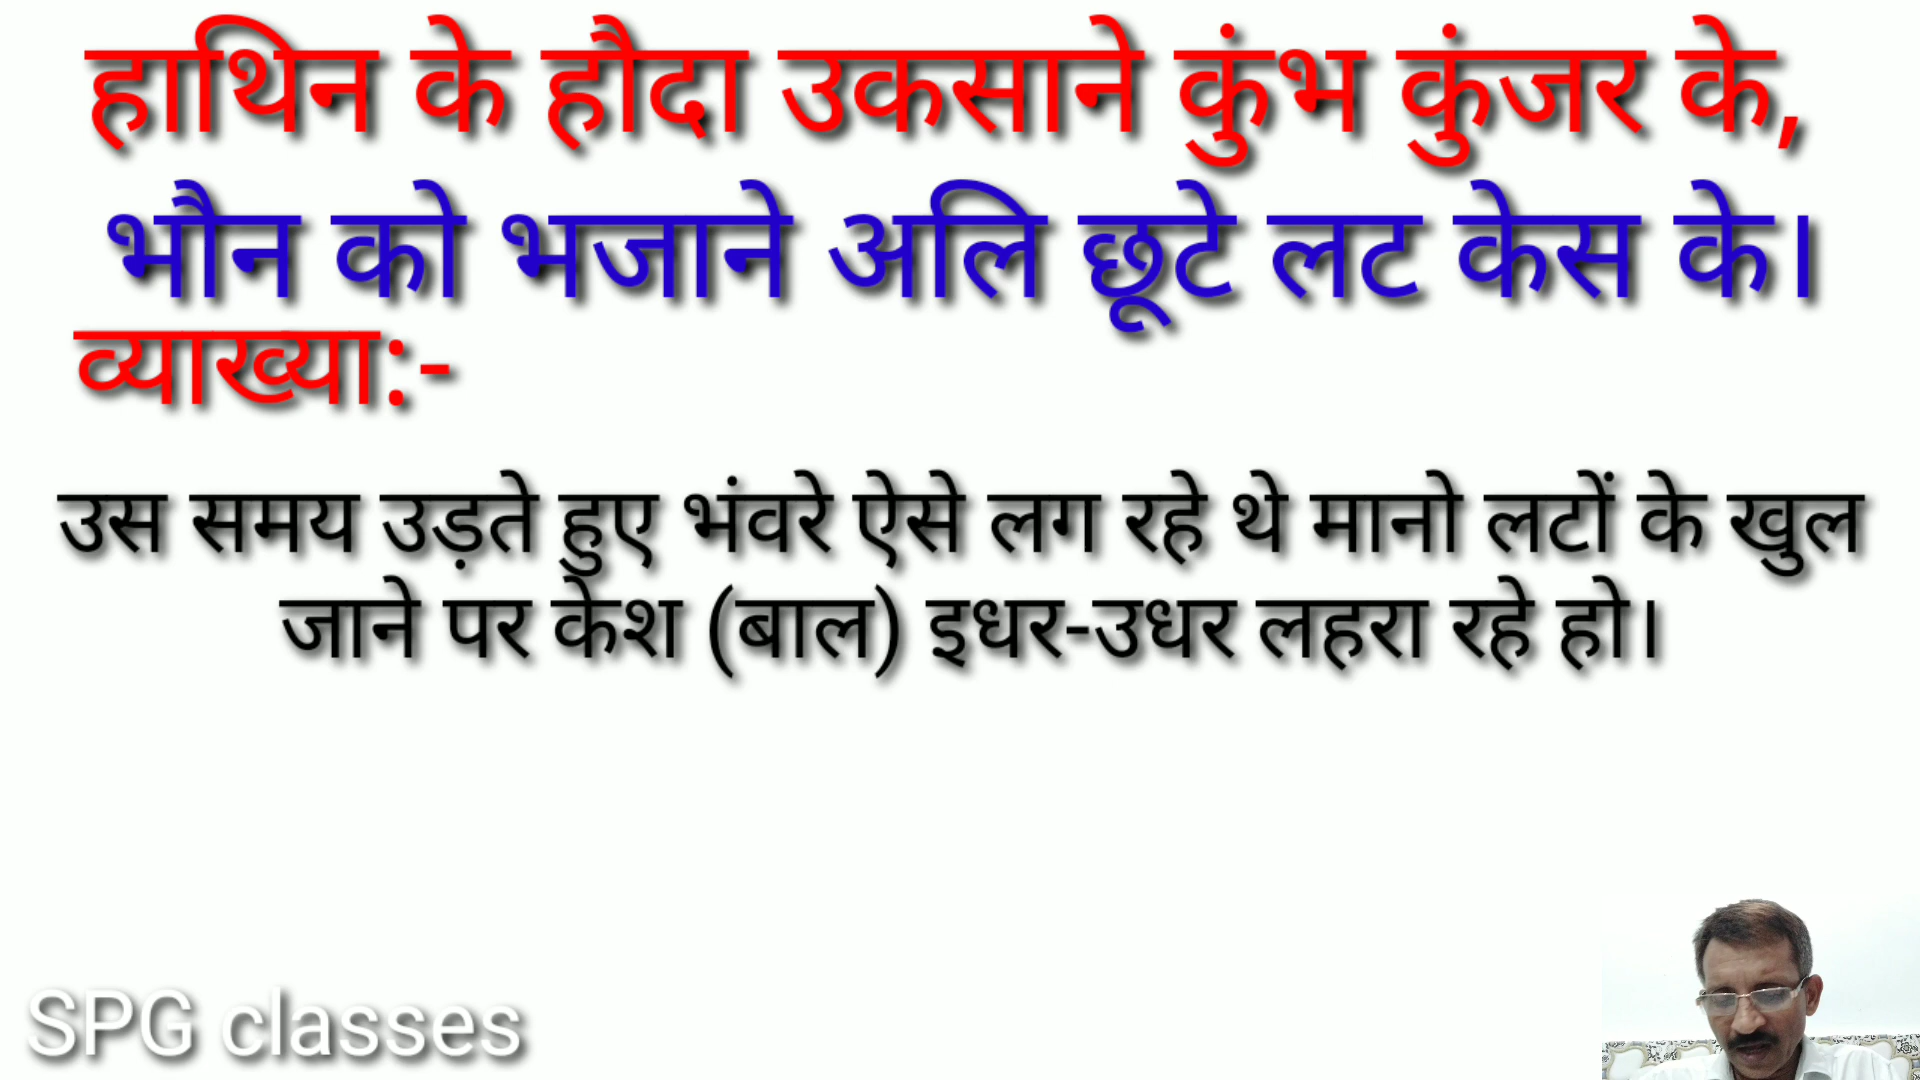 हाथिन के हौदा उकसाने कुंभ कुंजर के,
भौन को भजाने अलि छूटे लट केस के।
व्याख्या:-
उस समय उड़ते हुए भंवरे ऐसे लग रहे थे मानो लटों के खुल
जाने पर केश (बाल) इधर-उधर लहरा रहे हो।
SPG classes